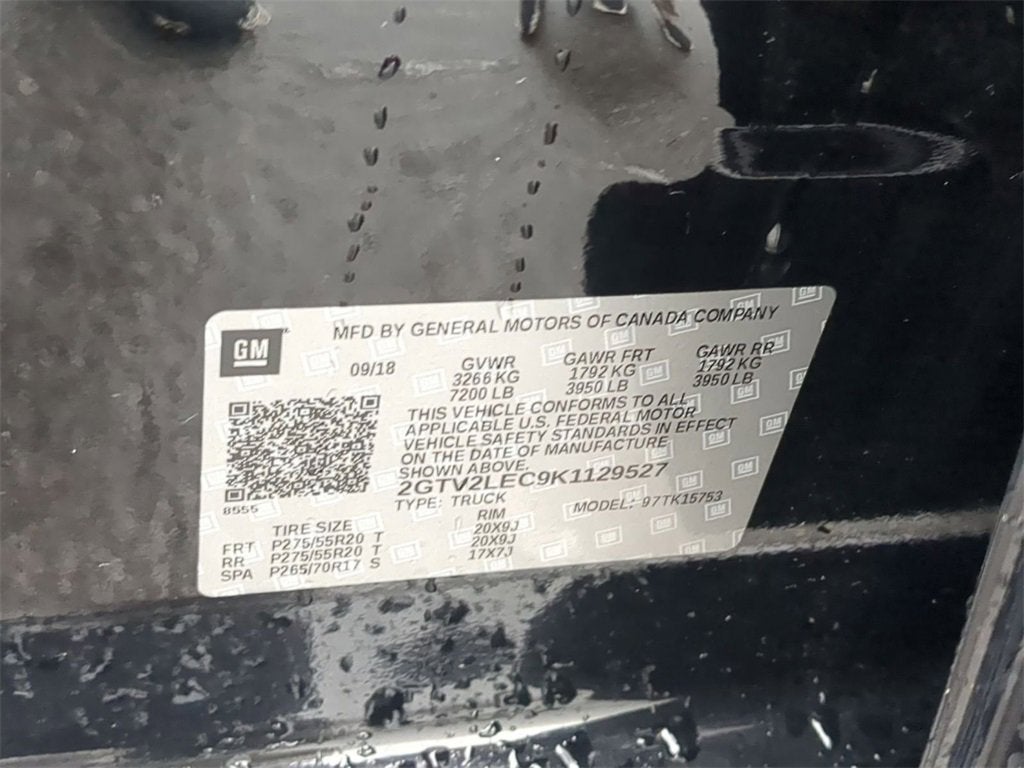 GM
MFD BY GENERAL MOTORS OF CANADA COMPANY
09/18
GVWR GAWR FRT GAWR RR
3266 KG 1792 KG 1792 KG
7200 LB 3950 LB 3950 LB
THIS VEHICLE CONFORMS TO ALL
APPLICABLE U.S. FEDERAL MOTOR
VEHICLE SAFETY STANDARDS IN EFFECT
ON THE DATE OF MANUFACTURE
SHOWN ABOVE.
2GTV2LEC9K1129527
TYPE: TRUCK MODEL: 97TK15753
8555
TIRE SIZE RIM
FRT P275/55R20 T 20X9J
RR P275/55R20 T 20X9J
SPA P265/70R17 S 17X7J